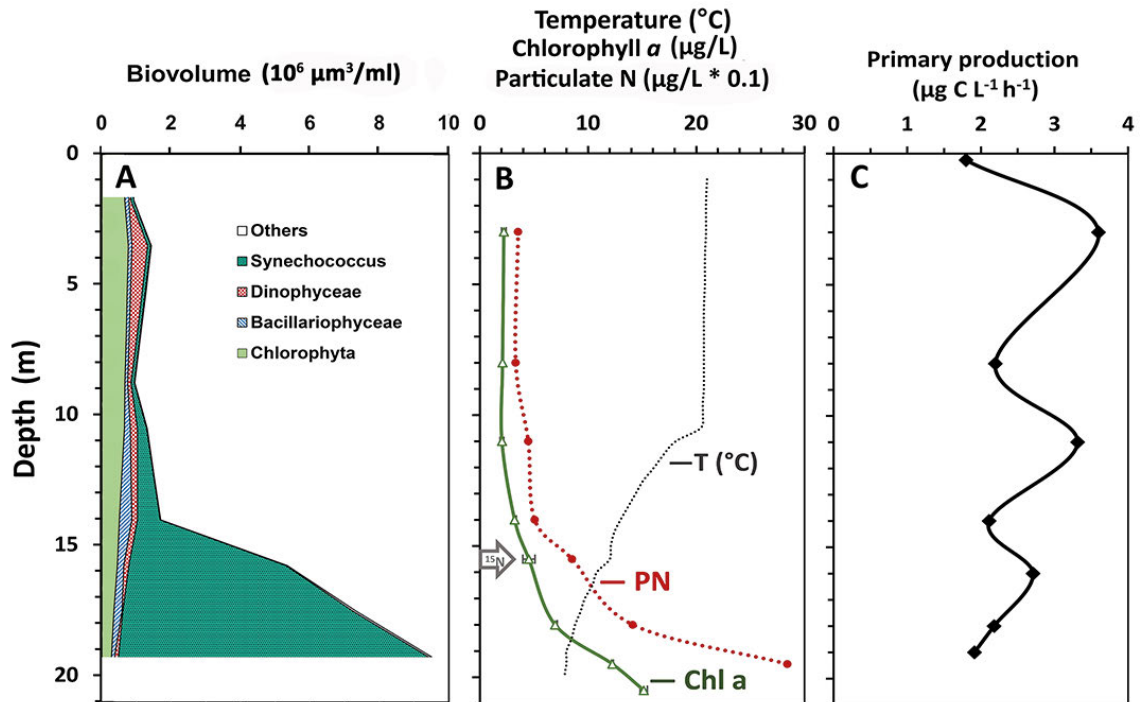 Biovolume (10⁶ µm³/ml)
0 2 4 6 8 10
Temperature (°C)
Chlorophyll a (µg/L)
Particulate N (µg/L * 0.1)
0 10 20 30
Primary production
(µg C L⁻¹ h⁻¹)
0 1 2 3 4
Depth (m)
0
5
10
15
20
A
Others
Synechococcus
Dinophyceae
Bacillariophyceae
Chlorophyta
B
T (°C)
¹⁵N
PN
Chl a
C